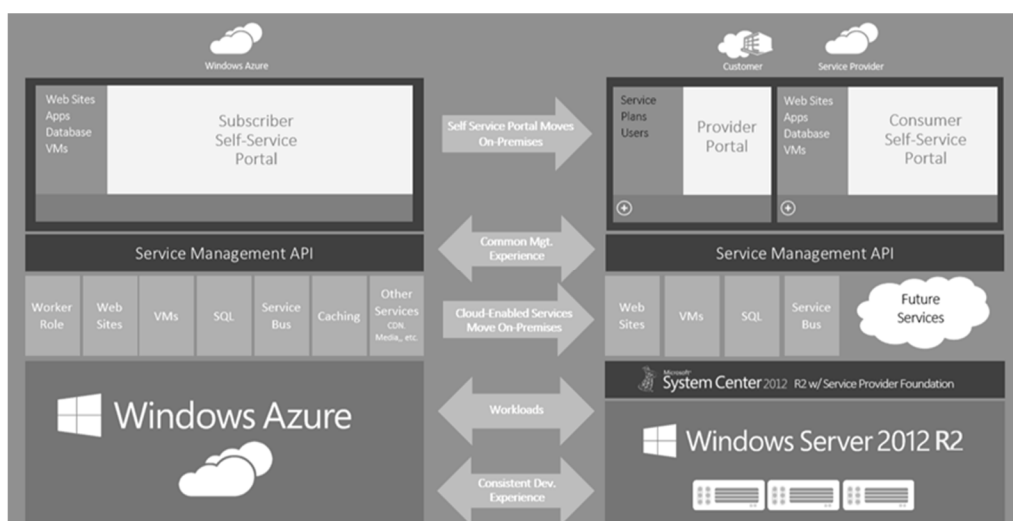 Windows Azure
Customer
Service Provider
Web Sites
Apps
Database
VMs
Subscriber
Self-Service
Portal
Self Service Portal Moves
On-Premises
Service
Plans
Users
Provider
Portal
Web Sites
Apps
Database
VMs
Consumer
Self-Service
Portal
Service Management API
Common Mgt.
Experience
Service Management API
Worker
Role
Web
Sites
VMs
SQL
Service
Bus
Caching
Other
Services
CDN,
Media,, etc.
Cloud-Enabled Services
Move On-Premises
Web
Sites
VMs
SQL
Service
Bus
Future
Services
Microsoft
System Center 2012 R2 w/ Service Provider Foundation
Windows Azure
Workloads
Windows Server 2012 R2
Consistent Dev.
Experience